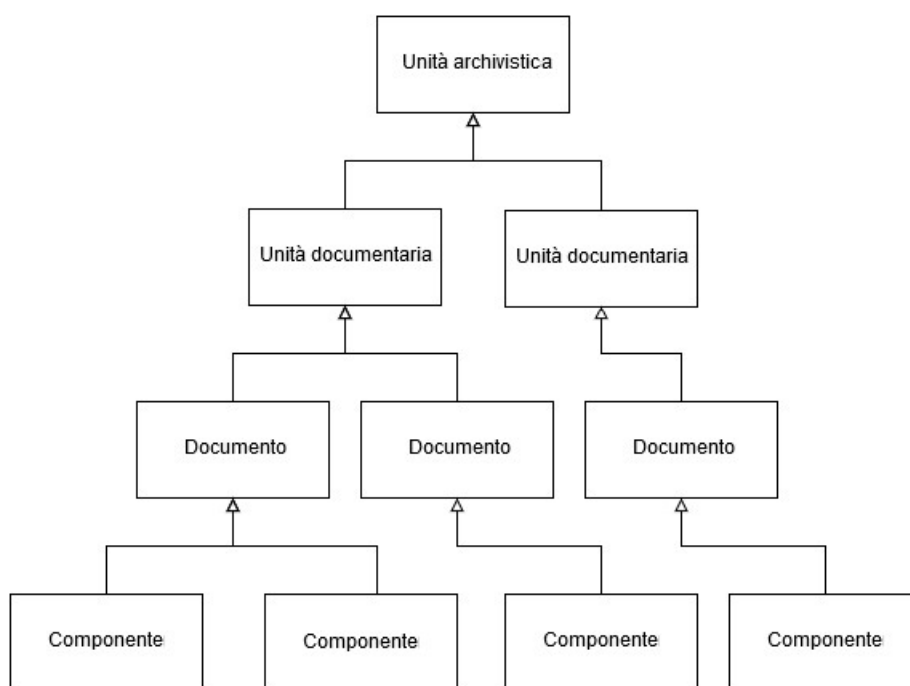 Unità archivistica
Unità documentaria
Unità documentaria
Documento
Documento
Documento
Componente
Componente
Componente
Componente